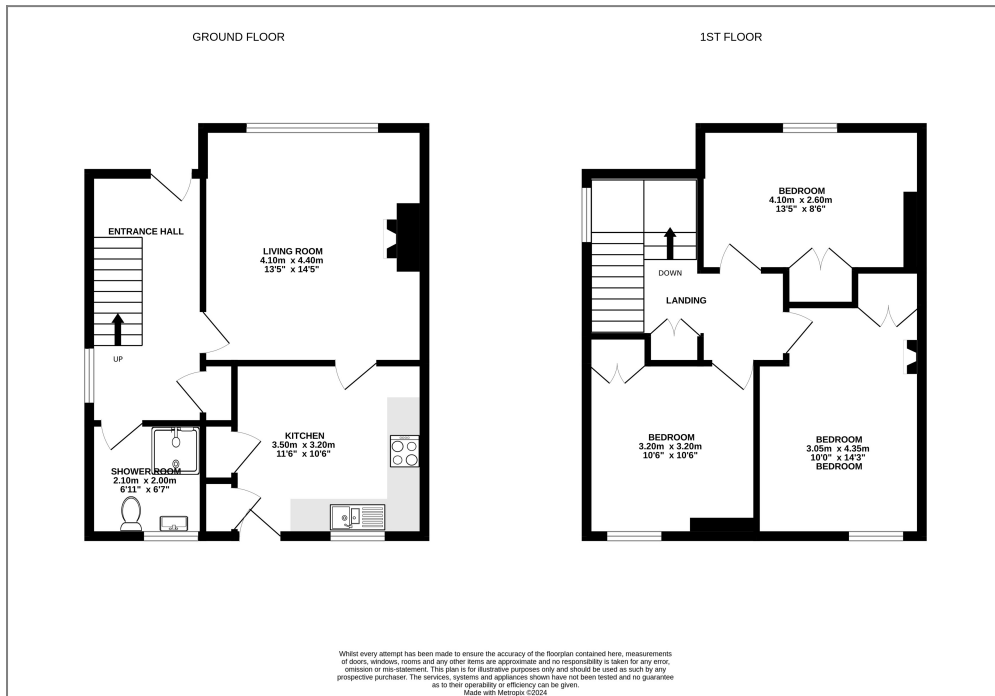 GROUND FLOOR
1ST FLOOR
ENTRANCE HALL
LIVING ROOM
4.10m x 4.40m
13'5" x 14'5"
UP
KITCHEN
3.50m x 3.20m
11'6" x 10'6"
SHOWER ROOM
2.10m x 2.00m
6'11" x 6'7"
BEDROOM
4.10m x 2.60m
13'5" x 8'6"
DOWN
LANDING
BEDROOM
3.20m x 3.20m
10'6" x 10'6"
BEDROOM
3.05m x 4.35m
10'0" x 14'3"
BEDROOM
Whilst every attempt has been made to ensure the accuracy of the floorplan contained here, measurements
of doors, windows, rooms and any other items are approximate and no responsibility is taken for any error,
omission or mis-statement. This plan is for illustrative purposes only and should be used as such by any
prospective purchaser. The services, systems and appliances shown have not been tested and no guarantee
as to their operability or efficiency can be given.
Made with Metropix ©2024